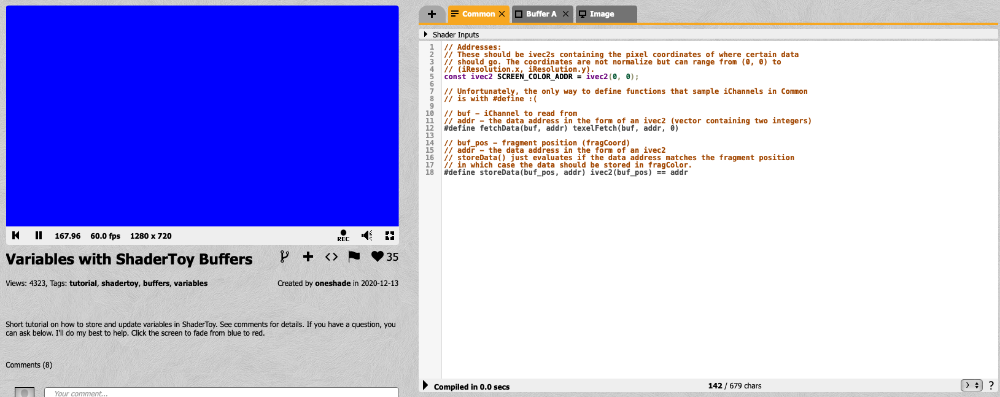 167.96 60.0 fps 1280 x 720
REC
Variables with ShaderToy Buffers
35
Views: 4323, Tags: tutorial, shadertoy, buffers, variables
Created by oneshade in 2020-12-13
Short tutorial on how to store and update variables in ShaderToy. See comments for details. If you have a question, you
can ask below. I'll do my best to help. Click the screen to fade from blue to red.
Comments (8)
Your comment...
+ Common Buffer A Image
Shader Inputs
1 // Addresses:
2 // These should be ivec2s containing the pixel coordinates of where certain data
3 // should go. The coordinates are not normalize but can range from (0, 0) to
4 // (iResolution.x, iResolution.y).
5 const ivec2 SCREEN_COLOR_ADDR = ivec2(0, 0);
6
7 // Unfortunately, the only way to define functions that sample iChannels in Common
8 // is with #define :(
9
10 // buf - iChannel to read from
11 // addr - the data address in the form of an ivec2 (vector containing two integers)
12 #define fetchData(buf, addr) texelFetch(buf, addr, 0)
13
14 // buf_pos - fragment position (fragCoord)
15 // addr - the data address in the form of an ivec2
16 // storeData() just evaluates if the data address matches the fragment position
17 // in which case the data should be stored in fragColor.
18 #define storeData(buf_pos, addr) ivec2(buf_pos) == addr
Compiled in 0.0 secs
142 / 679 chars
?